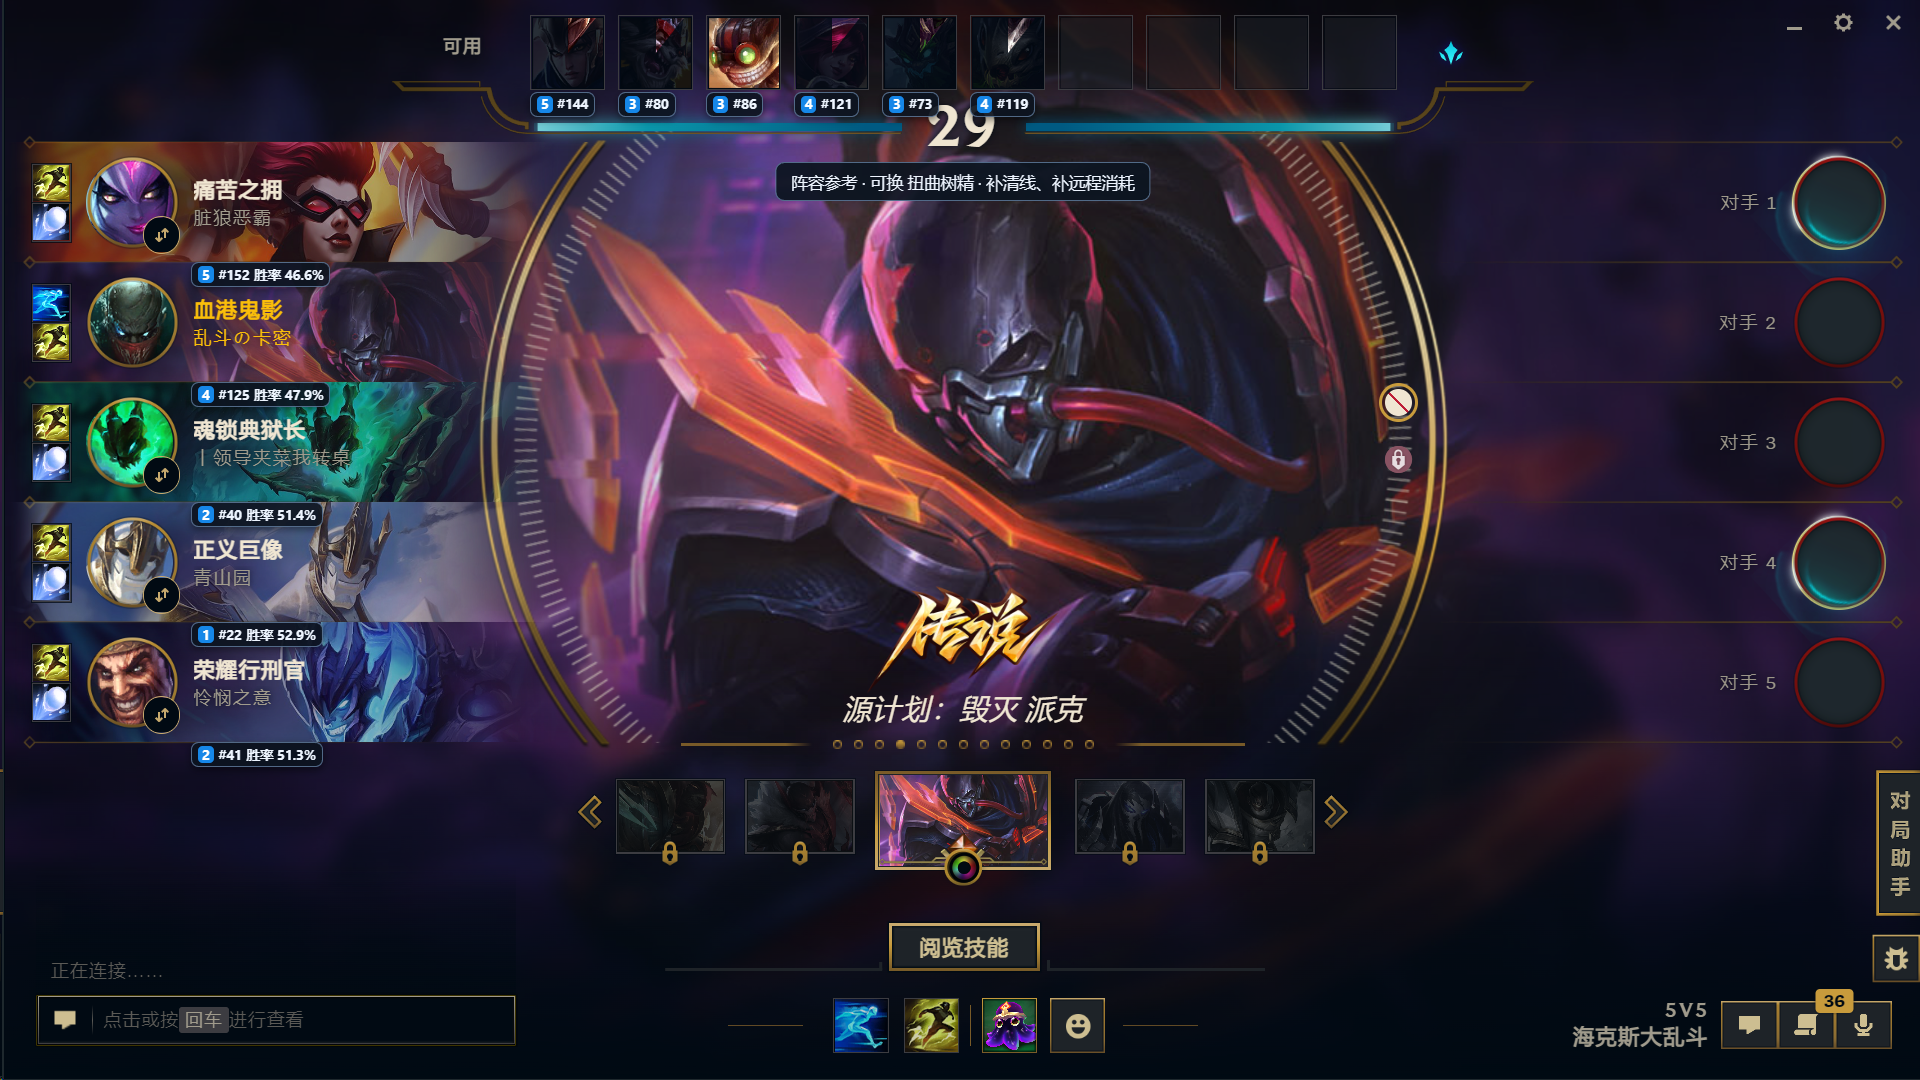 可用
5 #144
3 #80
3 #86
4 #121
3 #73
4 #119
29
阵容参考 · 可换 扭曲树精 · 补清线、补远程消耗
痛苦之拥
脏狼恶霸
5 #152 胜率 46.6%
血港鬼影
乱斗の卡密
4 #125 胜率 47.9%
魂锁典狱长
丨领导夹菜我转桌
2 #40 胜率 51.4%
正义巨像
青山园
1 #22 胜率 52.9%
荣耀行刑官
怜悯之意
2 #41 胜率 51.3%
对手 1
对手 2
对手 3
对手 4
对手 5
传说
源计划：毁灭 派克
对局助手
阅览技能
正在连接……
点击或按 回车 进行查看
5V5
海克斯大乱斗
36